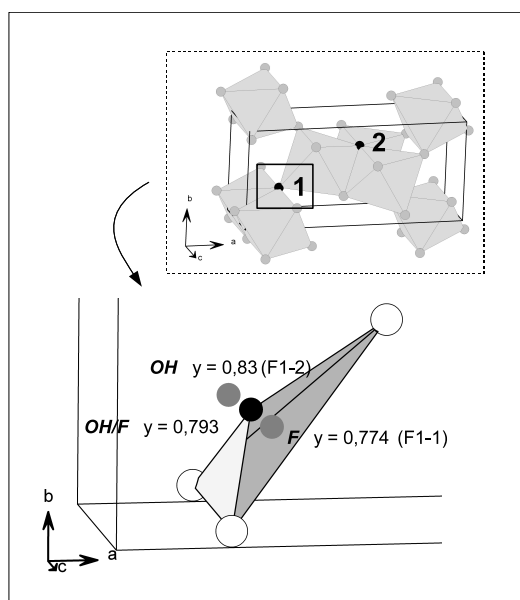 2
1
b
a
c
OH y = 0,83 (F1-2)
OH/F y = 0,793
F y = 0,774 (F1-1)
b
a
c